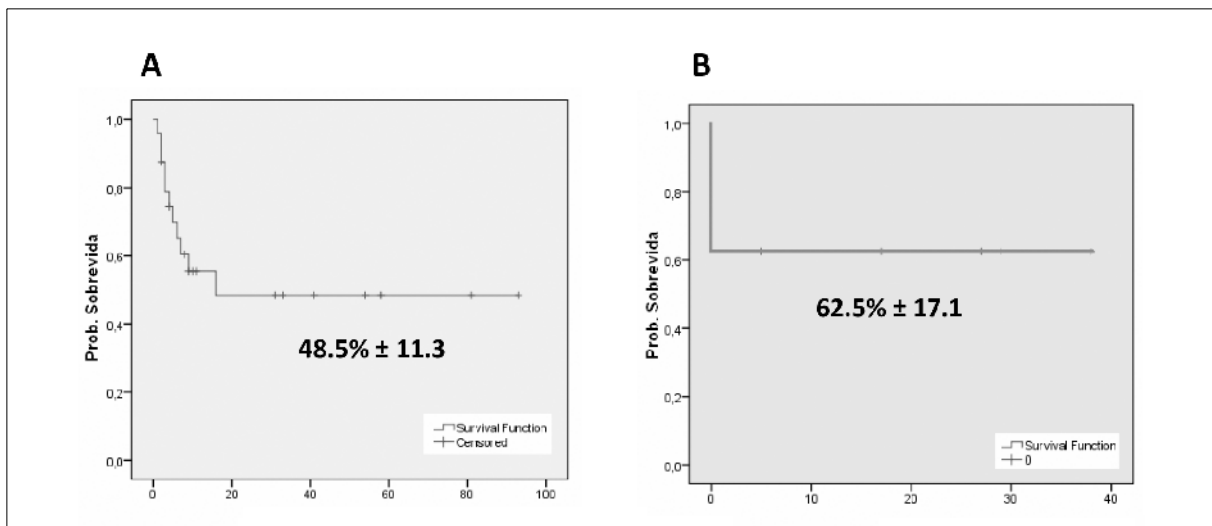 A
1,0
0,8
0,6
0,4
0,2
0,0
Prob. Sobrevida
48.5% ± 11.3
Survival Function
Censored
0
20
40
60
80
100
B
1,0
0,8
0,6
0,4
0,2
0,0
Prob. Sobrevida
62.5% ± 17.1
Survival Function
0
0
10
20
30
40